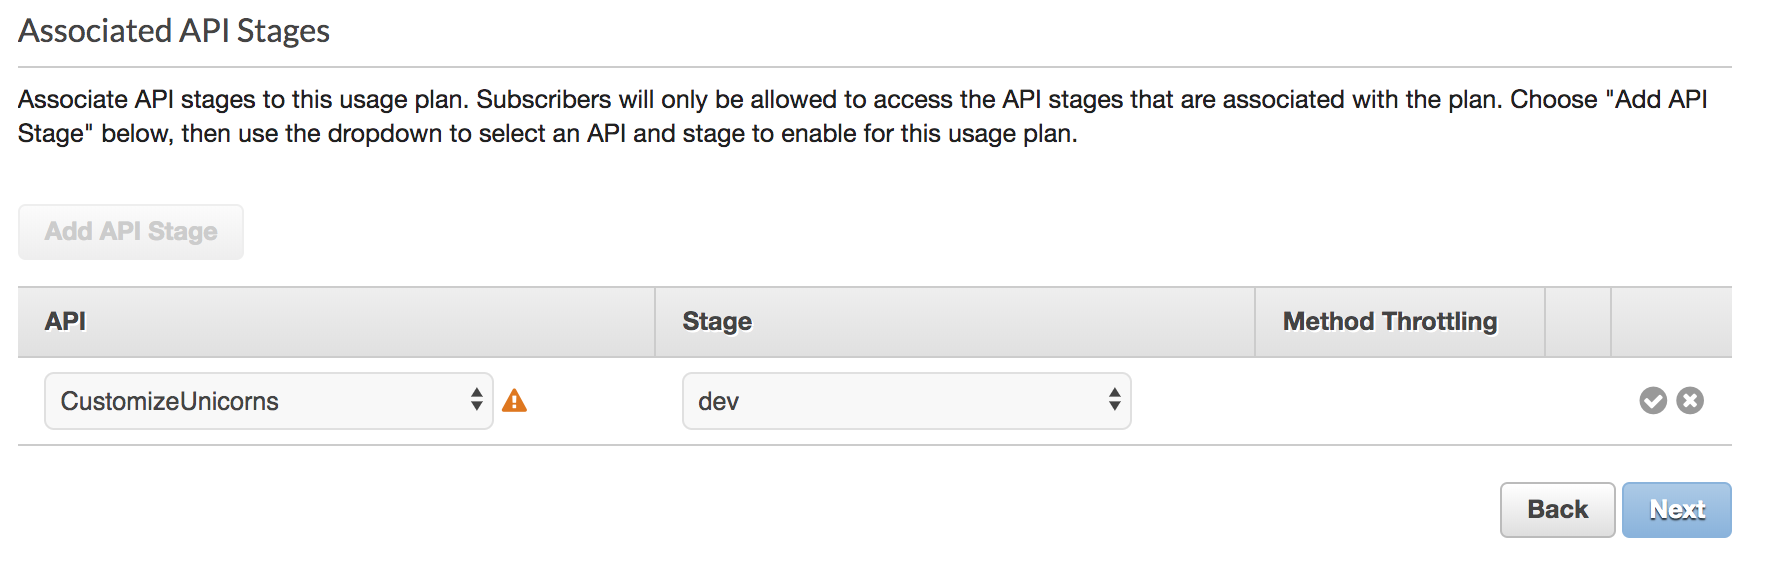 Associated API Stages
Associate API stages to this usage plan. Subscribers will only be allowed to access the API stages that are associated with the plan. Choose "Add API
Stage" below, then use the dropdown to select an API and stage to enable for this usage plan.
Add API Stage
API Stage Method Throttling
CustomizeUnicorns dev
Back Next